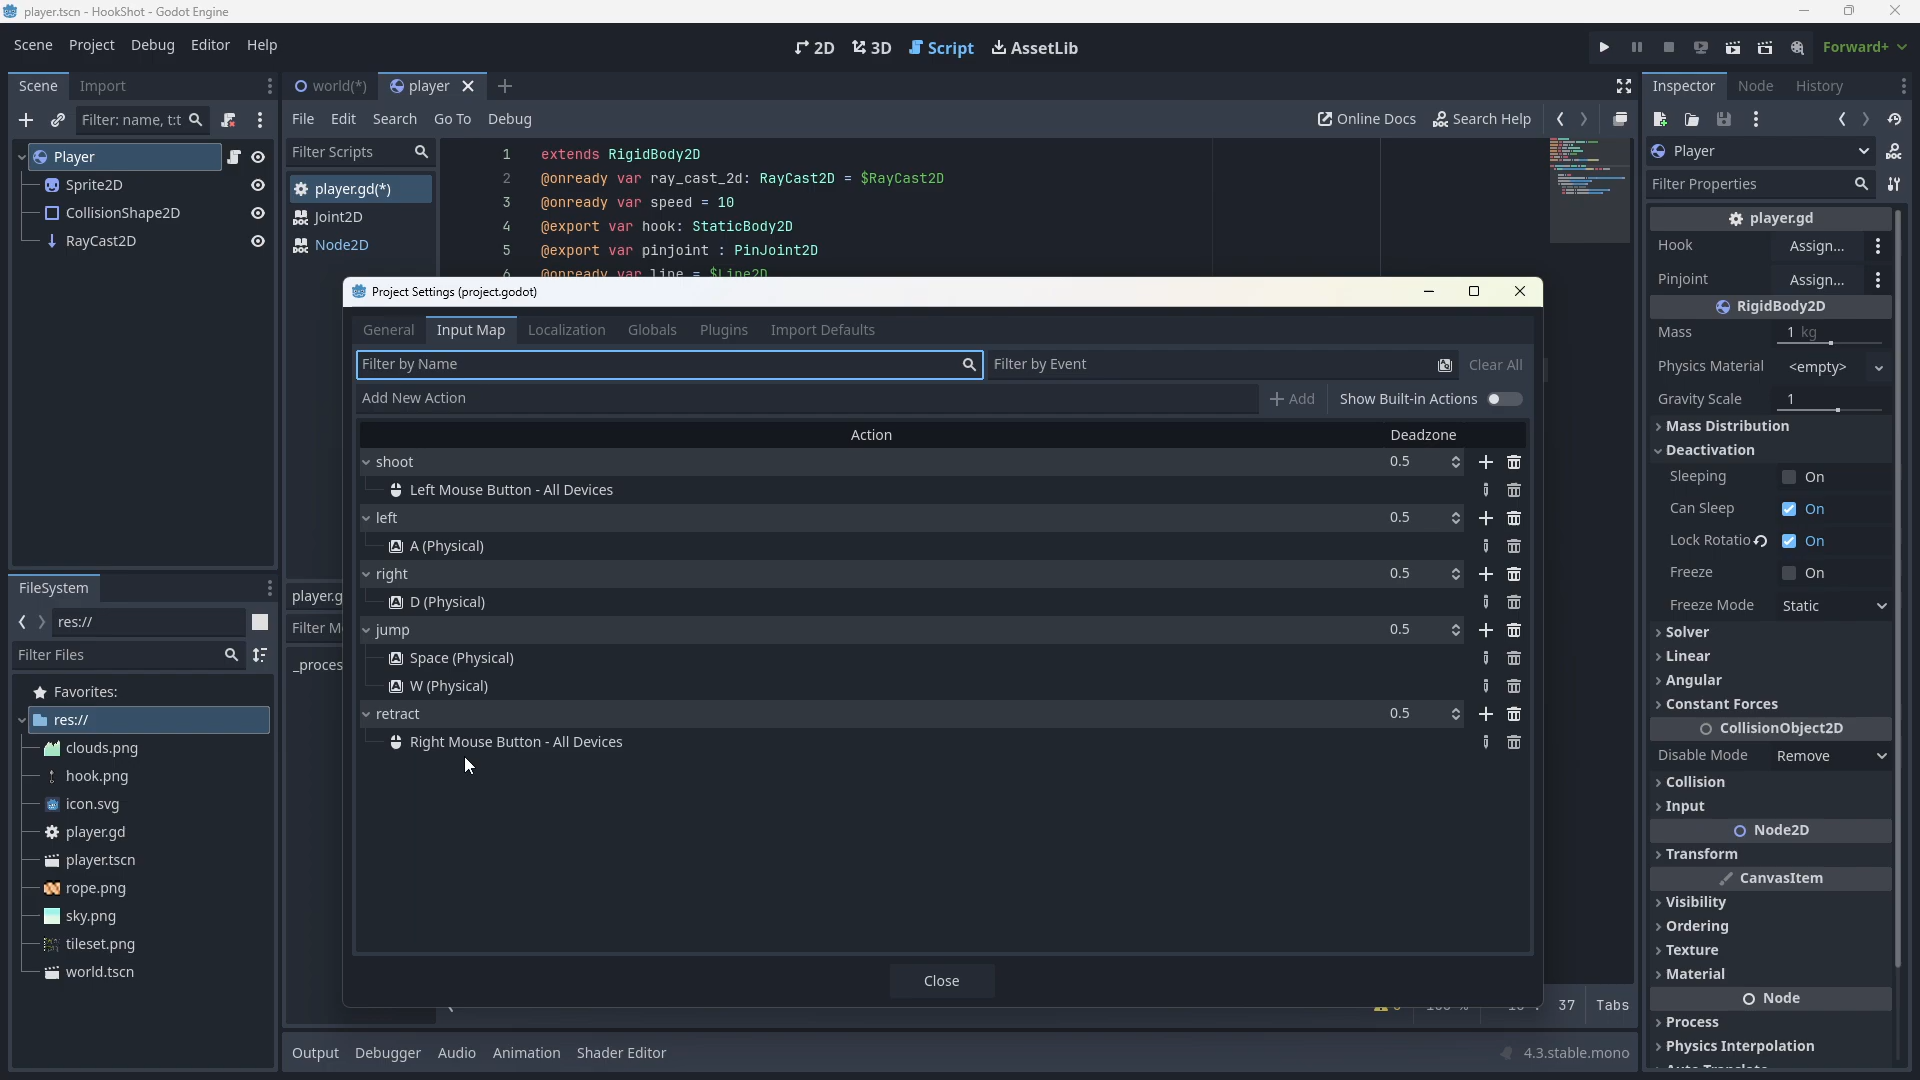 player.tscn - HookShot - Godot Engine
Scene Project Debug Editor Help
2D 3D Script AssetLib
Forward+
Scene Import
world(*) player
Inspector Node History
Filter: name, t:t
File Edit Search Go To Debug
Online Docs Search Help
Player
Sprite2D
CollisionShape2D
RayCast2D
Filter Scripts
player.gd(*)
Joint2D
Node2D
1 extends RigidBody2D
2 @onready var ray_cast_2d: RayCast2D = $RayCast2D
3 @onready var speed = 10
4 @export var hook: StaticBody2D
5 @export var pinjoint : PinJoint2D
6 @onready var line = $Line2D
player.g
Filter M
_proces
Project Settings (project.godot)
General Input Map Localization Globals Plugins Import Defaults
Filter by Name Filter by Event Clear All
Add New Action + Add Show Built-in Actions
Action Deadzone
shoot 0.5
Left Mouse Button - All Devices
left 0.5
A (Physical)
right 0.5
D (Physical)
jump 0.5
Space (Physical)
W (Physical)
retract 0.5
Right Mouse Button - All Devices
Close
37 Tabs
FileSystem
res://
Filter Files
Favorites:
res://
clouds.png
hook.png
icon.svg
player.gd
player.tscn
rope.png
sky.png
tileset.png
world.tscn
Output Debugger Audio Animation Shader Editor
4.3.stable.mono
Player
Filter Properties
player.gd
Hook Assign...
Pinjoint Assign...
RigidBody2D
Mass 1 kg
Physics Material <empty>
Gravity Scale 1
Mass Distribution
Deactivation
Sleeping On
Can Sleep On
Lock Rotatio On
Freeze On
Freeze Mode Static
Solver
Linear
Angular
Constant Forces
CollisionObject2D
Disable Mode Remove
Collision
Input
Node2D
Transform
CanvasItem
Visibility
Ordering
Texture
Material
Node
Process
Physics Interpolation